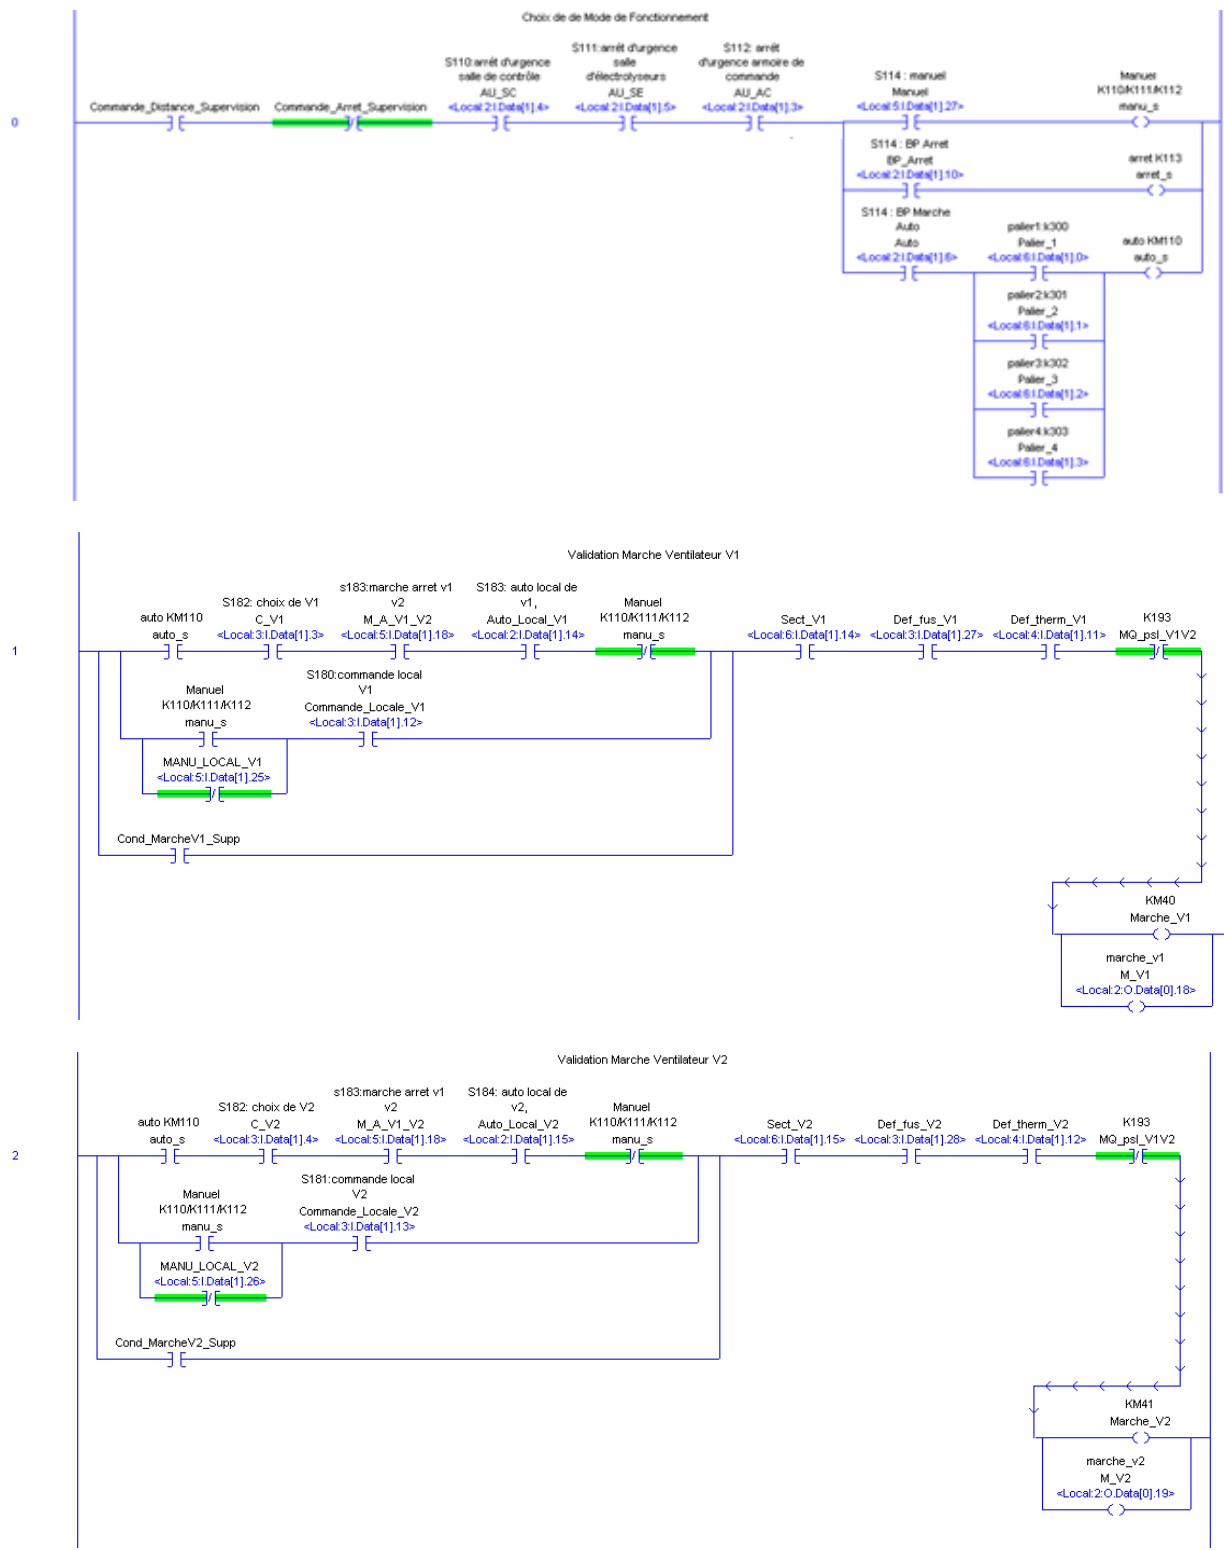 Choix de de Mode de Fonctionnement
S110:arrét d'urgence
salle de contrôle
AU_SC
<Local:2:I.Data[1].4>
S111:arrét d'urgence
salle
d'électrolyseurs
AU_SE
<Local:2:I.Data[1].5>
S112: arrét
d'urgence armoire de
commande
AU_AC
<Local:2:I.Data[1].3>
S114 : manuel
Manuel
<Local:5:I.Data[1].27>
Manuer
K110/K111/K112
manu_s
Commande_Distance_Supervision
Commande_Arret_Supervision
0
S114 : BP Arret
BP_Arret
<Local:2:I.Data[1].10>
arret K113
arret_s
S114 : BP Marche
Auto
Auto
<Local:2:I.Data[1].6>
palier1:k300
Palier_1
<Local:6:I.Data[1].0>
auto KM110
auto_s
palier2:k301
Palier_2
<Local:6:I.Data[1].1>
palier3:k302
Palier_3
<Local:6:I.Data[1].2>
palier4:k303
Palier_4
<Local:6:I.Data[1].3>
Validation Marche Ventilateur V1
1
auto KM110
auto_s
S182: choix de V1
C_V1
<Local:3:I.Data[1].3>
s183:marche arret v1
v2
M_A_V1_V2
<Local:5:I.Data[1].18>
S183: auto local de
v1,
Auto_Local_V1
<Local:2:I.Data[1].14>
Manuel
K110/K111/K112
manu_s
Sect_V1
<Local:6:I.Data[1].14>
Def_fus_V1
<Local:3:I.Data[1].27>
Def_therm_V1
<Local:4:I.Data[1].11>
K193
MQ_psl_V1V2
Manuel
K110/K111/K112
manu_s
S180:commande local
V1
Commande_Locale_V1
<Local:3:I.Data[1].12>
MANU_LOCAL_V1
<Local:5:I.Data[1].25>
Cond_MarcheV1_Supp
KM40
Marche_V1
marche_v1
M_V1
<Local:2:O.Data[0].18>
Validation Marche Ventilateur V2
2
auto KM110
auto_s
S182: choix de V2
C_V2
<Local:3:I.Data[1].4>
s183:marche arret v1
v2
M_A_V1_V2
<Local:5:I.Data[1].18>
S184: auto local de
v2,
Auto_Local_V2
<Local:2:I.Data[1].15>
Manuel
K110/K111/K112
manu_s
Sect_V2
<Local:6:I.Data[1].15>
Def_fus_V2
<Local:3:I.Data[1].28>
Def_therm_V2
<Local:4:I.Data[1].12>
K193
MQ_psl_V1V2
Manuel
K110/K111/K112
manu_s
S181:commande local
V2
Commande_Locale_V2
<Local:3:I.Data[1].13>
MANU_LOCAL_V2
<Local:5:I.Data[1].26>
Cond_MarcheV2_Supp
KM41
Marche_V2
marche_v2
M_V2
<Local:2:O.Data[0].19>